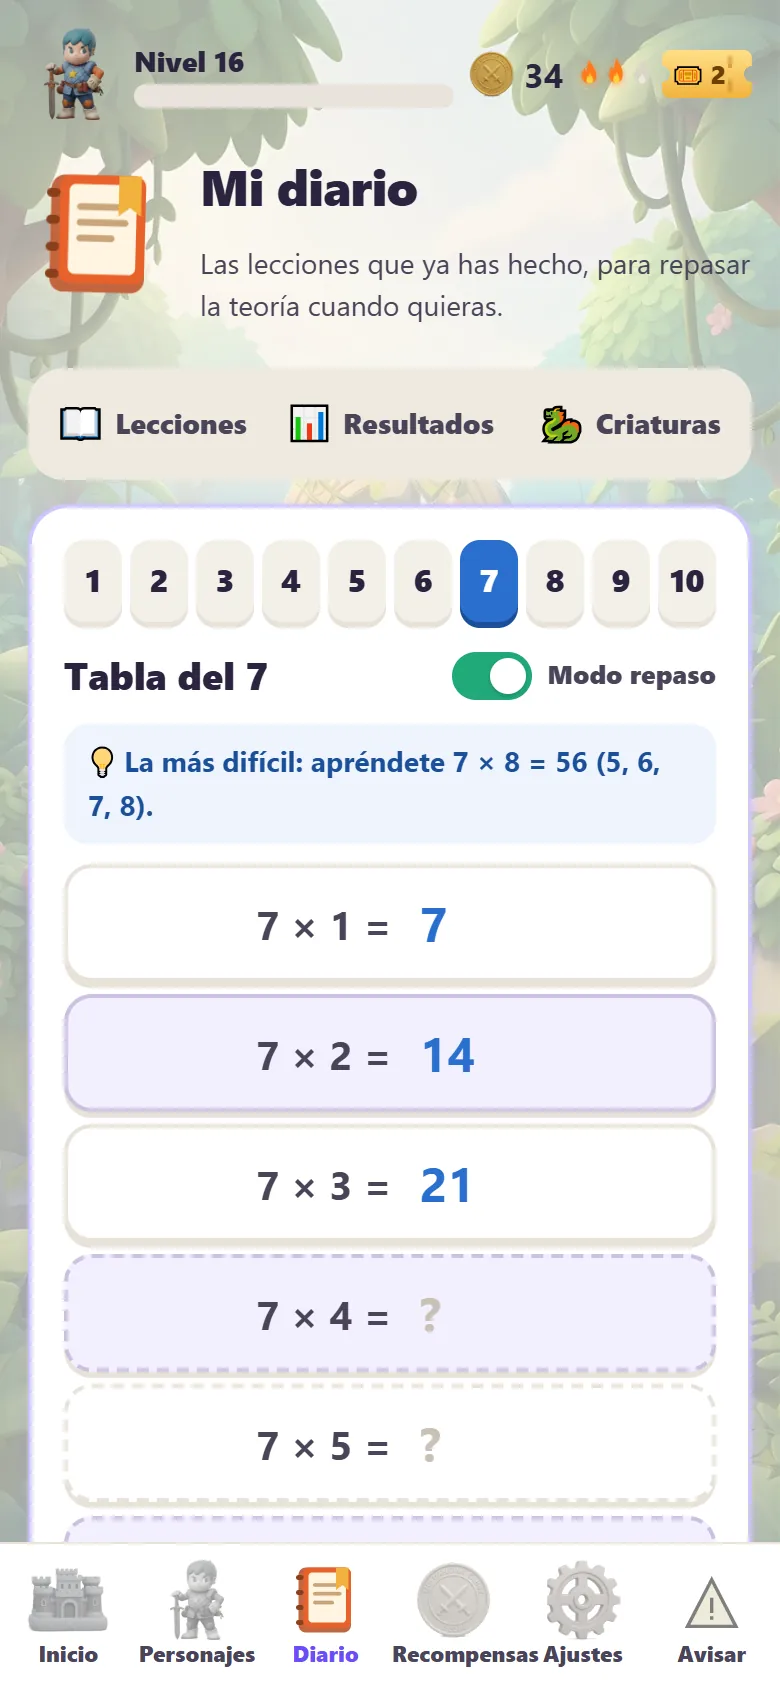 Nivel 16
34
2
Mi diario
Las lecciones que ya has hecho, para repasar
la teoría cuando quieras.
Lecciones
Resultados
Criaturas
1 2 3 4 5 6 7 8 9 10
Tabla del 7
Modo repaso
La más difícil: apréndete 7 × 8 = 56 (5, 6,
7, 8).
7 × 1 = 7
7 × 2 = 14
7 × 3 = 21
7 × 4 = ?
7 × 5 = ?
Inicio
Personajes
Diario
Recompensas
Ajustes
Avisar